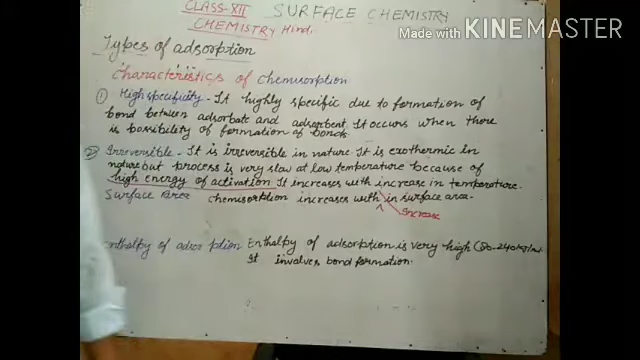 CLASS-XII SURFACE CHEMISTRY
CHEMISTRY Hindi
Made with KINEMASTER
Types of adsorption
Characteristics of chemisorption
① High specificity - It highly specific due to formation of
bond between adsorbate and adsorbent. It occurs when there
is possibility of formation of bonds
② Irreversible - It is irreversible in nature. It is exothermic in
nature but process is very slow at low temperature because of
high energy of activation It increases with increase in temperature.
Surface Area chemisorption increases with ^ in surface area.
Increase
Enthalpy of adsorption Enthalpy of adsorption is very high
It involves bond formation.